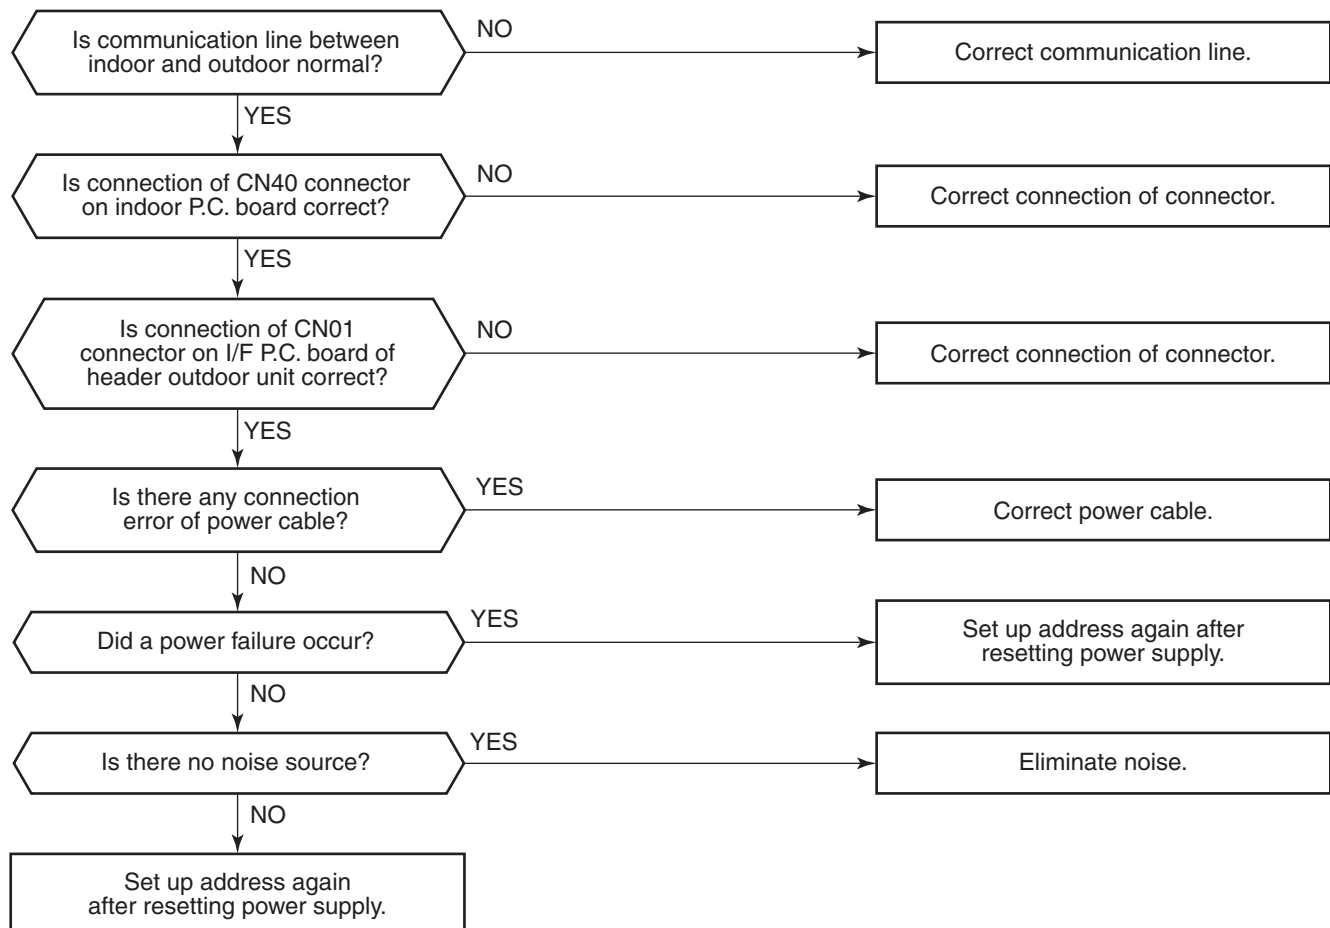 Is communication line between
indoor and outdoor normal?
NO
Correct communication line.
YES
Is connection of CN40 connector
on indoor P.C. board correct?
NO
Correct connection of connector.
YES
Is connection of CN01
connector on I/F P.C. board of
header outdoor unit correct?
NO
Correct connection of connector.
YES
Is there any connection
error of power cable?
YES
Correct power cable.
NO
Did a power failure occur?
YES
Set up address again after
resetting power supply.
NO
Is there no noise source?
YES
Eliminate noise.
NO
Set up address again
after resetting power supply.